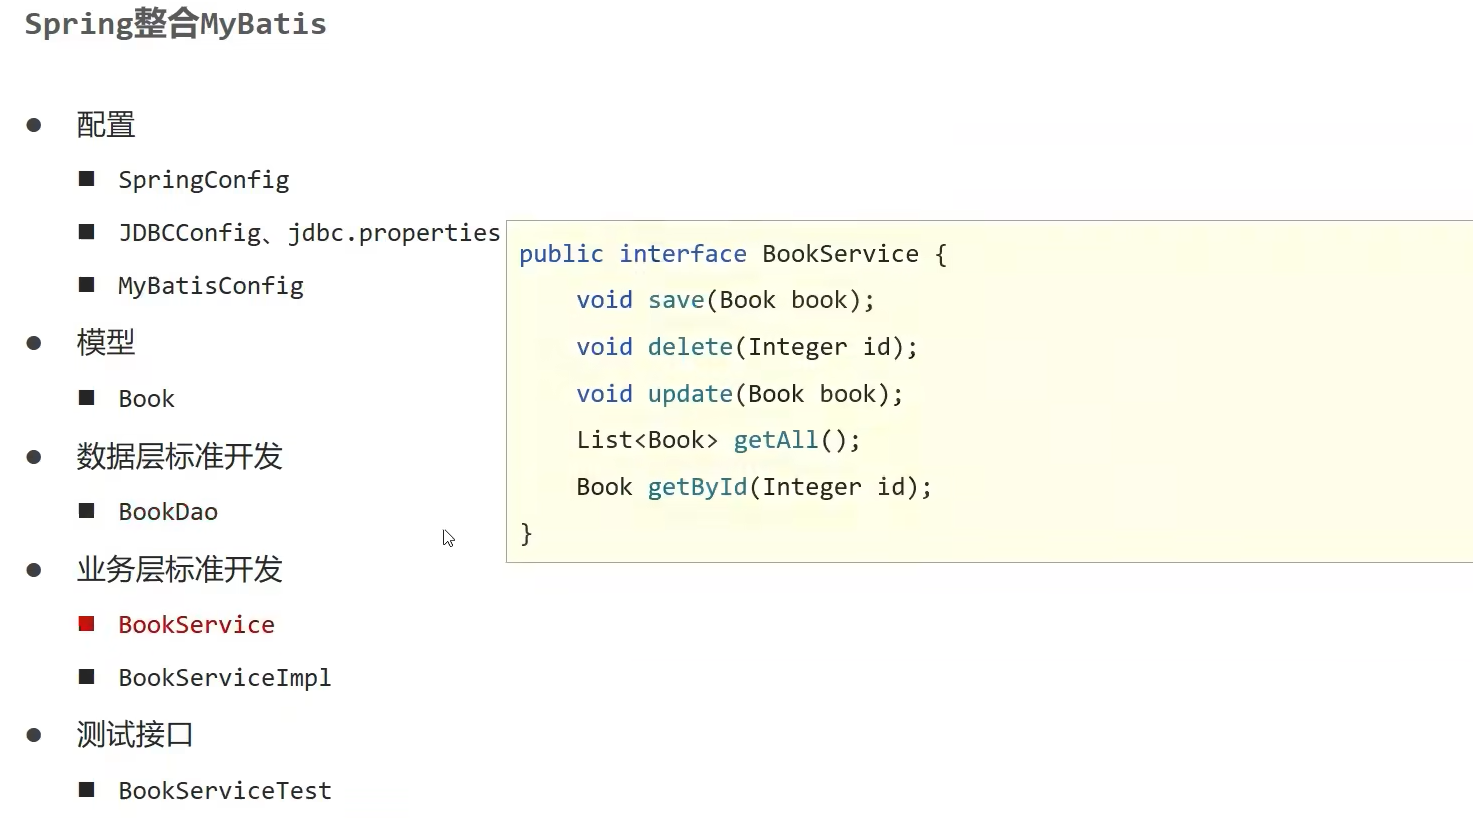 Spring整合MyBatis
配置
SpringConfig
JDBCConfig、jdbc.properties
MyBatisConfig
模型
Book
数据层标准开发
BookDao
业务层标准开发
BookService
BookServiceImpl
测试接口
BookServiceTest
public interface BookService {
    void save(Book book);
    void delete(Integer id);
    void update(Book book);
    List<Book> getAll();
    Book getById(Integer id);
}